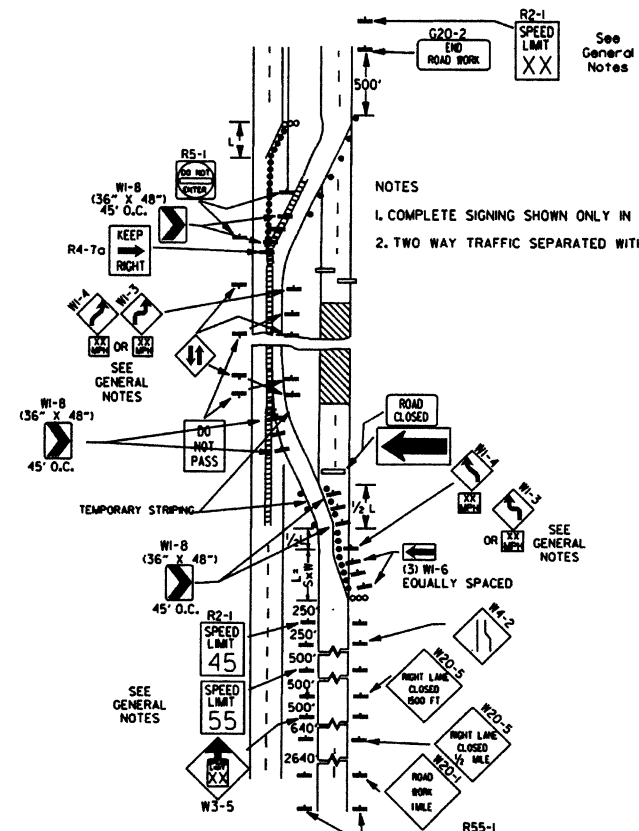 R2-1
SPEED
LIMIT
XX
See
General
Notes
G20-2
END
ROAD WORK
500'
L
R5-1
DO NOT
ENTER
W1-8
(36" X 48")
45' O.C.
KEEP
RIGHT
R4-7a
NOTES
1. COMPLETE SIGNING SHOWN ONLY IN
2. TWO WAY TRAFFIC SEPARATED WIT
W1-4
W1-3
XX
MPH
OR
XX
MPH
SEE
GENERAL
NOTES
W1-8
(36" X 48")
45' O.C.
DO
NOT
PASS
ROAD
CLOSED
W1-4
XX
MPH
W1-3
OR
XX
MPH
SEE
GENERAL
NOTES
TEMPORARY STRIPING
1/2 L
1/2 L
L=
SxW
W1-8
(36" X 48")
45' O.C.
(3) W1-6
EQUALLY SPACED
R2-1
SPEED
LIMIT
45
250'
250'
500'
500'
500'
640'
2640'
W4-2
SEE
GENERAL
NOTES
SPEED
LIMIT
55
W20-5
RIGHT LANE
CLOSED
1500 FT
W20-5
RIGHT LANE
CLOSED
1/2 MILE
XX
W3-5
W20-1
ROAD
WORK
1 MILE
R55-1